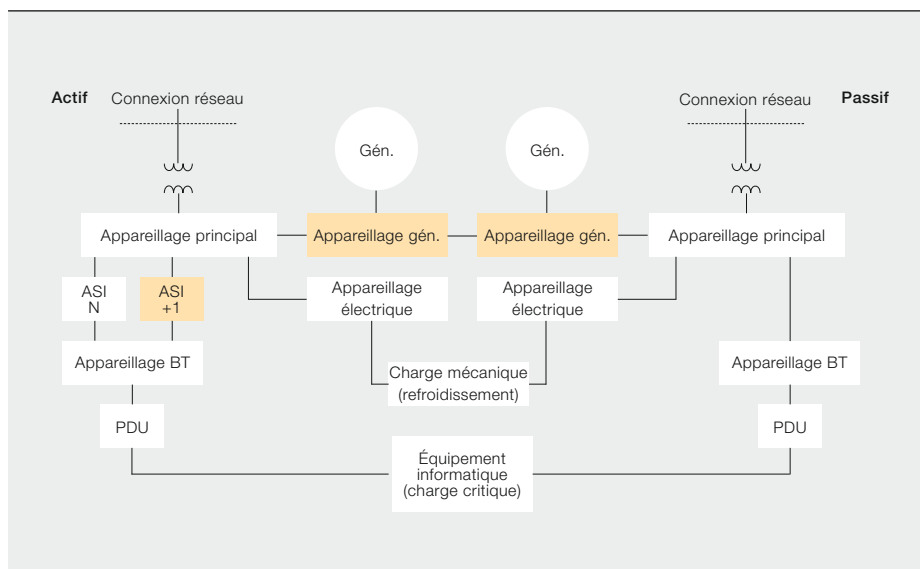 Actif
Connexion réseau
Connexion réseau
Passif
Gén.
Gén.
Appareillage principal
Appareillage gén.
Appareillage gén.
Appareillage principal
ASI
N
ASI
+1
Appareillage
électrique
Appareillage
électrique
Appareillage BT
Charge mécanique
(refroidissement)
Appareillage BT
PDU
PDU
Équipement
informatique
(charge critique)